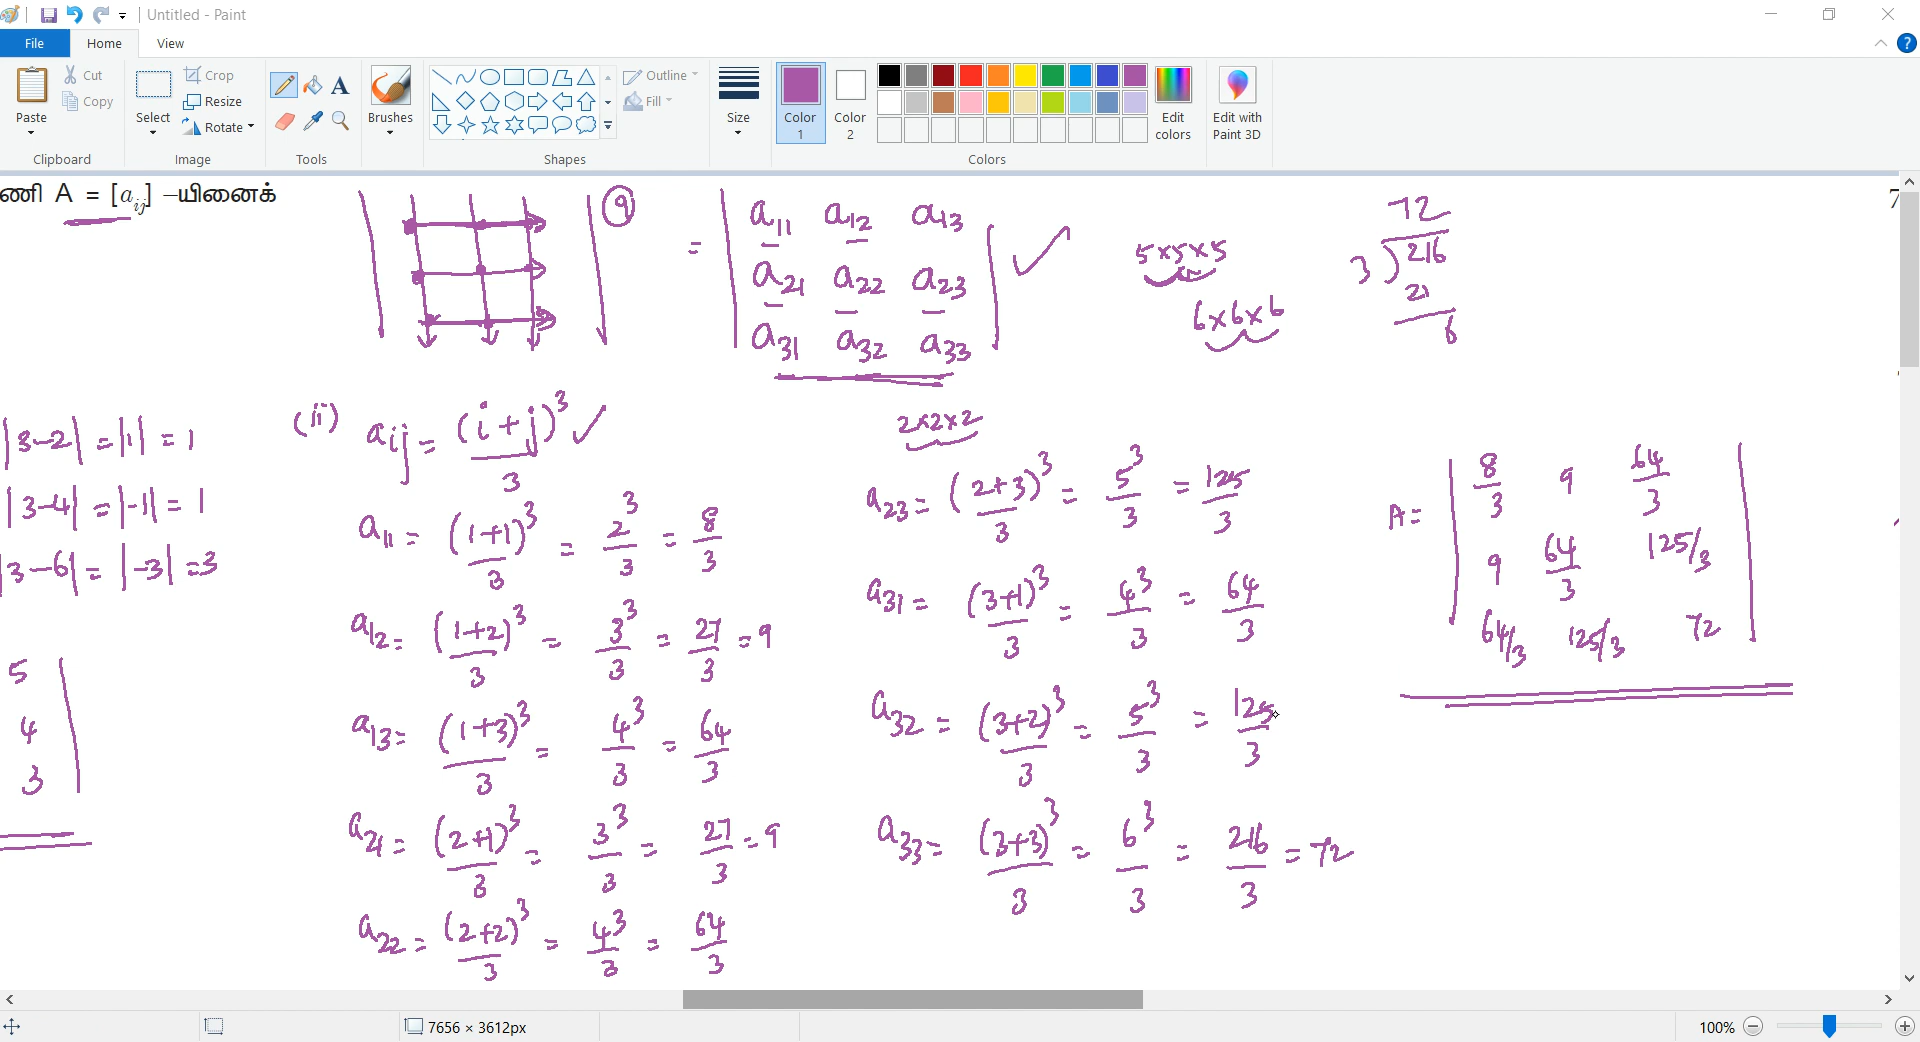 Untitled - Paint
File Home View
Paste Cut Copy Clipboard
Select Crop Resize Rotate Image
Tools
Brushes
Shapes
Outline
Fill
Size
Color 1 Color 2 Colors
Edit colors
Edit with Paint 3D
ணி A = [a_ij] –யினைக்
9
= | a11 a12 a13 |
a21 a22 a23
a31 a32 a33
5×5×5
6×6×6
72
3 ) 216
21
6
|3-2| = |1| = 1
|3-4| = |-1| = 1
|3-6| = |-3| = 3
5
4
3
(ii) aij = (i+j)³/3
a11 = (1+1)³/3 = 2³/3 = 8/3
a12 = (1+2)³/3 = 3³/3 = 27/3 = 9
a13 = (1+3)³/3 = 4³/3 = 64/3
a21 = (2+1)³/3 = 3³/3 = 27/3 = 9
a22 = (2+2)³/3 = 4³/3 = 64/3
2×2×2
a23 = (2+3)³/3 = 5³/3 = 125/3
a31 = (3+1)³/3 = 4³/3 = 64/3
a32 = (3+2)³/3 = 5³/3 = 125/3
a33 = (3+3)³/3 = 6³/3 = 216/3 = 72
A = | 8/3 9 64/3 |
9 64/3 125/3
64/3 125/3 72
7656 × 3612px
100%